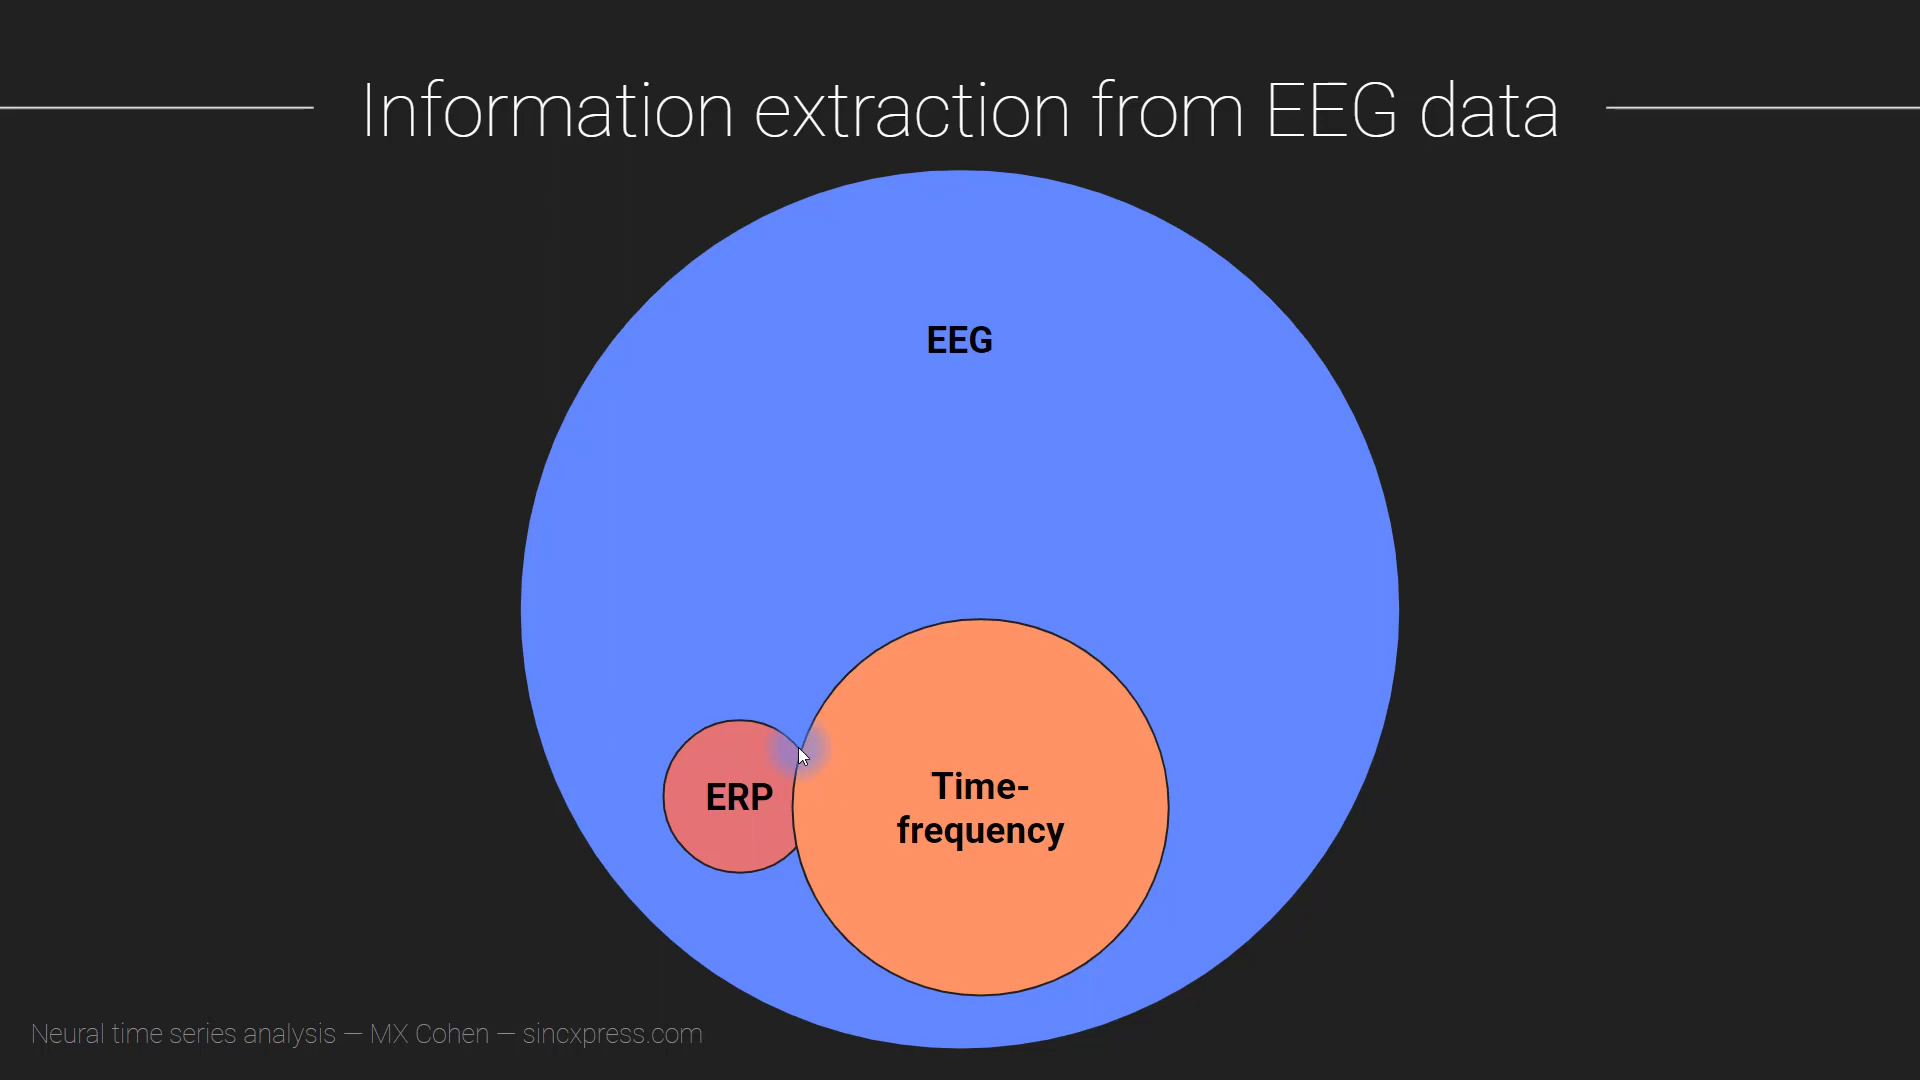 Information extraction from EEG data
EEG
ERP
Time-
frequency
Neural time series analysis — MX Cohen — sincxpress.com